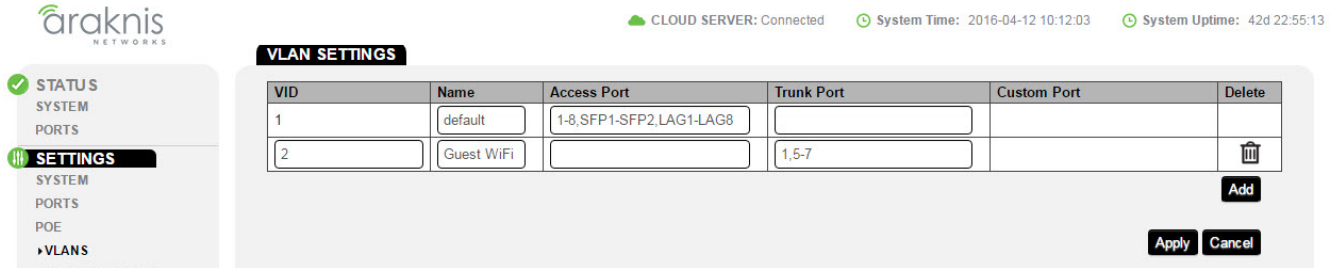 araknis
NETWORKS
CLOUD SERVER: Connected System Time: 2016-04-12 10:12:03 System Uptime: 42d 22:55:13
VLAN SETTINGS
STATUS
SYSTEM
PORTS
SETTINGS
SYSTEM
PORTS
POE
VLANS
VID Name Access Port Trunk Port Custom Port Delete
1 default 1-8,SFP1-SFP2,LAG1-LAG8
2 Guest WiFi 1,5-7
Add
Apply Cancel